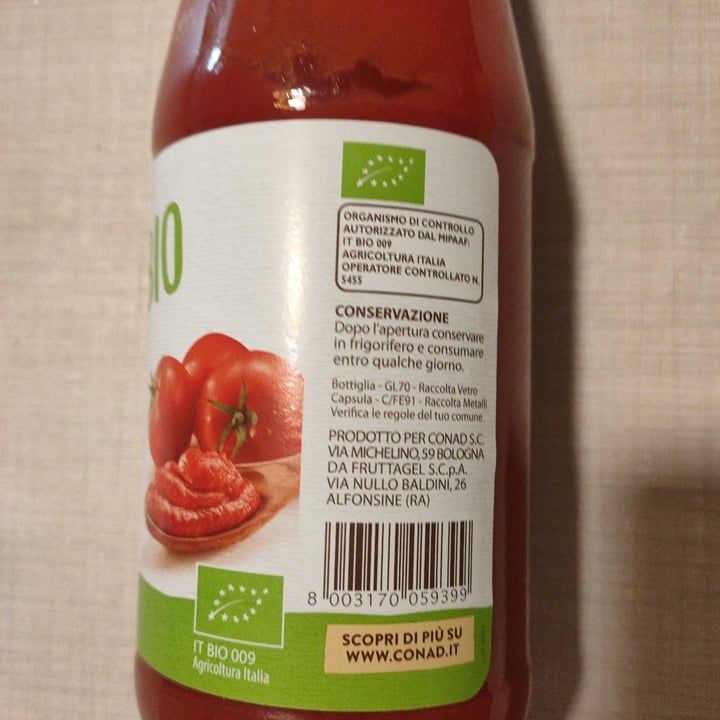 BIO
ORGANISMO DI CONTROLLO
AUTORIZZATO DAL MIPAAF:
IT BIO 009
AGRICOLTURA ITALIA
OPERATORE CONTROLLATO N.
5455
CONSERVAZIONE
Dopo l'apertura conservare
in frigorifero e consumare
entro qualche giorno.
Bottiglia - GL70 - Raccolta Vetro
Capsula - C/FE91 - Raccolta Metalli
Verifica le regole del tuo comune
PRODOTTO PER CONAD S.C.
VIA MICHELINO, 59 BOLOGNA
DA FRUTTAGEL S.C.p.A.
VIA NULLO BALDINI, 26
ALFONSINE (RA)
8 003170 059399
IT BIO 009
Agricoltura Italia
SCOPRI DI PIÙ SU
WWW.CONAD.IT